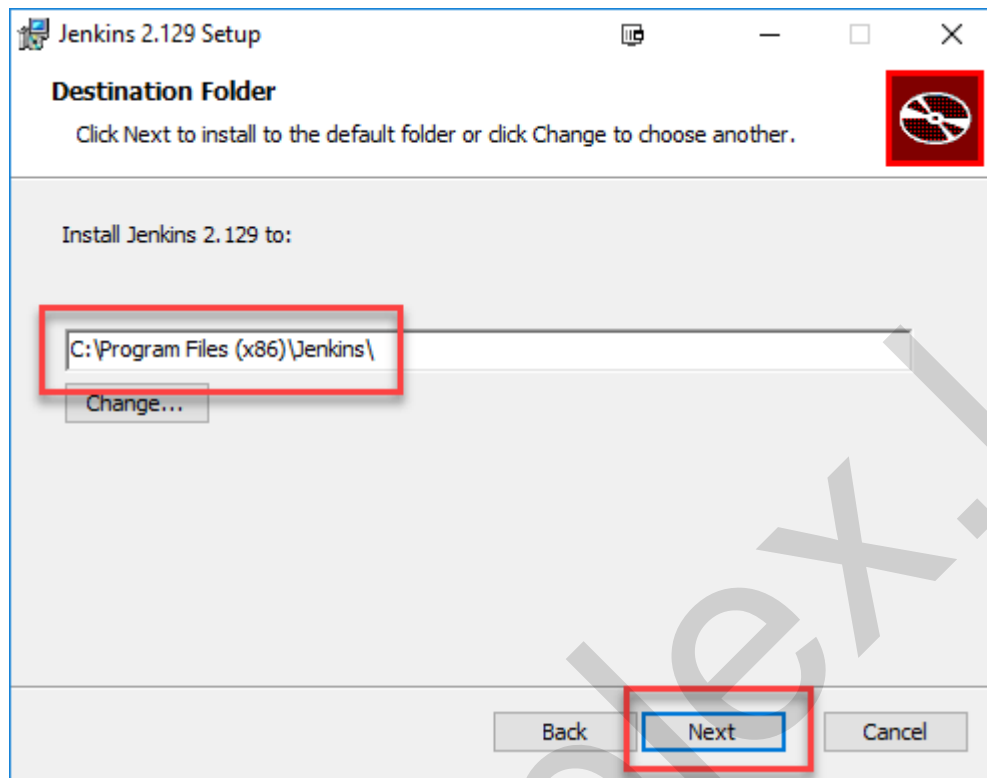 Jenkins 2.129 Setup
Destination Folder
Click Next to install to the default folder or click Change to choose another.
Install Jenkins 2.129 to:
C:\Program Files (x86)\Jenkins\
Change...
Back Next Cancel